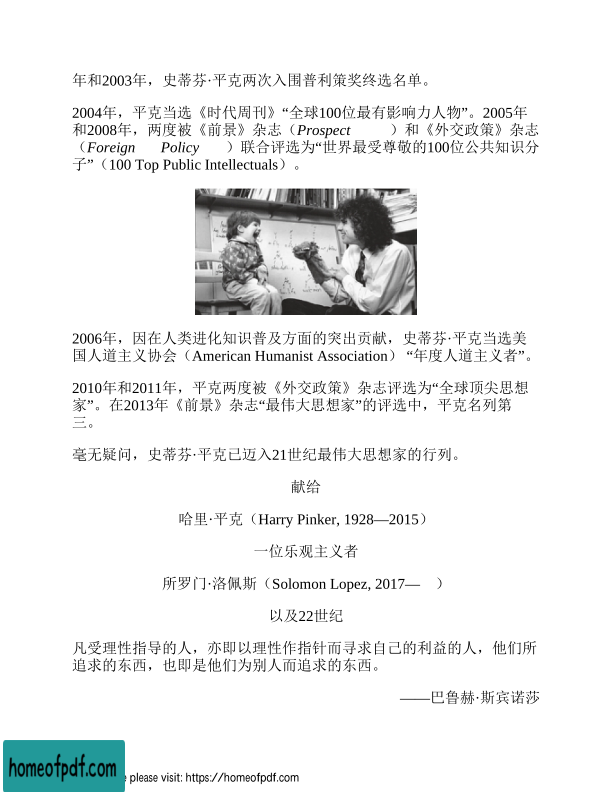 年和2003年，史蒂芬·平克两次入围普利策奖终选名单。
2004年，平克当选《时代周刊》“全球100位最有影响力人物”。2005年
和2008年，两度被《前景》杂志（Prospect ）和《外交政策》杂志
（Foreign Policy ）联合评选为“世界最受尊敬的100位公共知识分
子”（100 Top Public Intellectuals）。
2006年，因在人类进化知识普及方面的突出贡献，史蒂芬·平克当选美
国人道主义协会（American Humanist Association） “年度人道主义者”。
2010年和2011年，平克两度被《外交政策》杂志评选为“全球顶尖思想
家”。在2013年《前景》杂志“最伟大思想家”的评选中，平克名列第
三。
毫无疑问，史蒂芬·平克已迈入21世纪最伟大思想家的行列。
献给
哈里·平克（Harry Pinker, 1928—2015）
一位乐观主义者
所罗门·洛佩斯（Solomon Lopez, 2017— ）
以及22世纪
凡受理性指导的人，亦即以理性作指针而寻求自己的利益的人，他们所
追求的东西，也即是他们为别人而追求的东西。
——巴鲁赫·斯宾诺莎
homeofpdf.com
please visit: https://homeofpdf.com